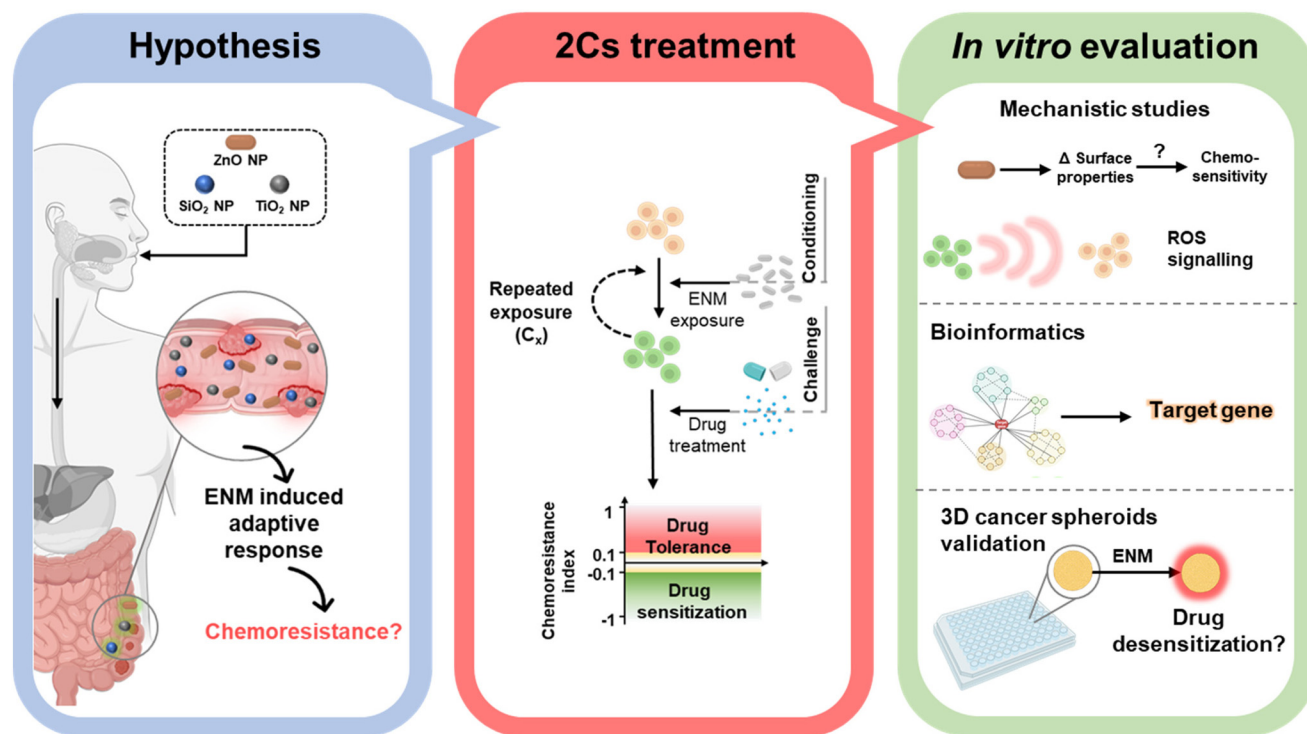 Hypothesis
ZnO NP
SiO₂ NP
TiO₂ NP
ENM induced
adaptive
response
Chemoresistance?
2Cs treatment
Conditioning
Repeated
exposure
(Cₓ)
ENM
exposure
Challenge
Drug
treatment
Chemoresistance
index
1
0.1
-0.1
-1
Drug
Tolerance
Drug
sensitization
In vitro evaluation
Mechanistic studies
Δ Surface
properties
?
Chemo-
sensitivity
ROS
signalling
Bioinformatics
Target gene
3D cancer spheroids
validation
ENM
Drug
desensitization?